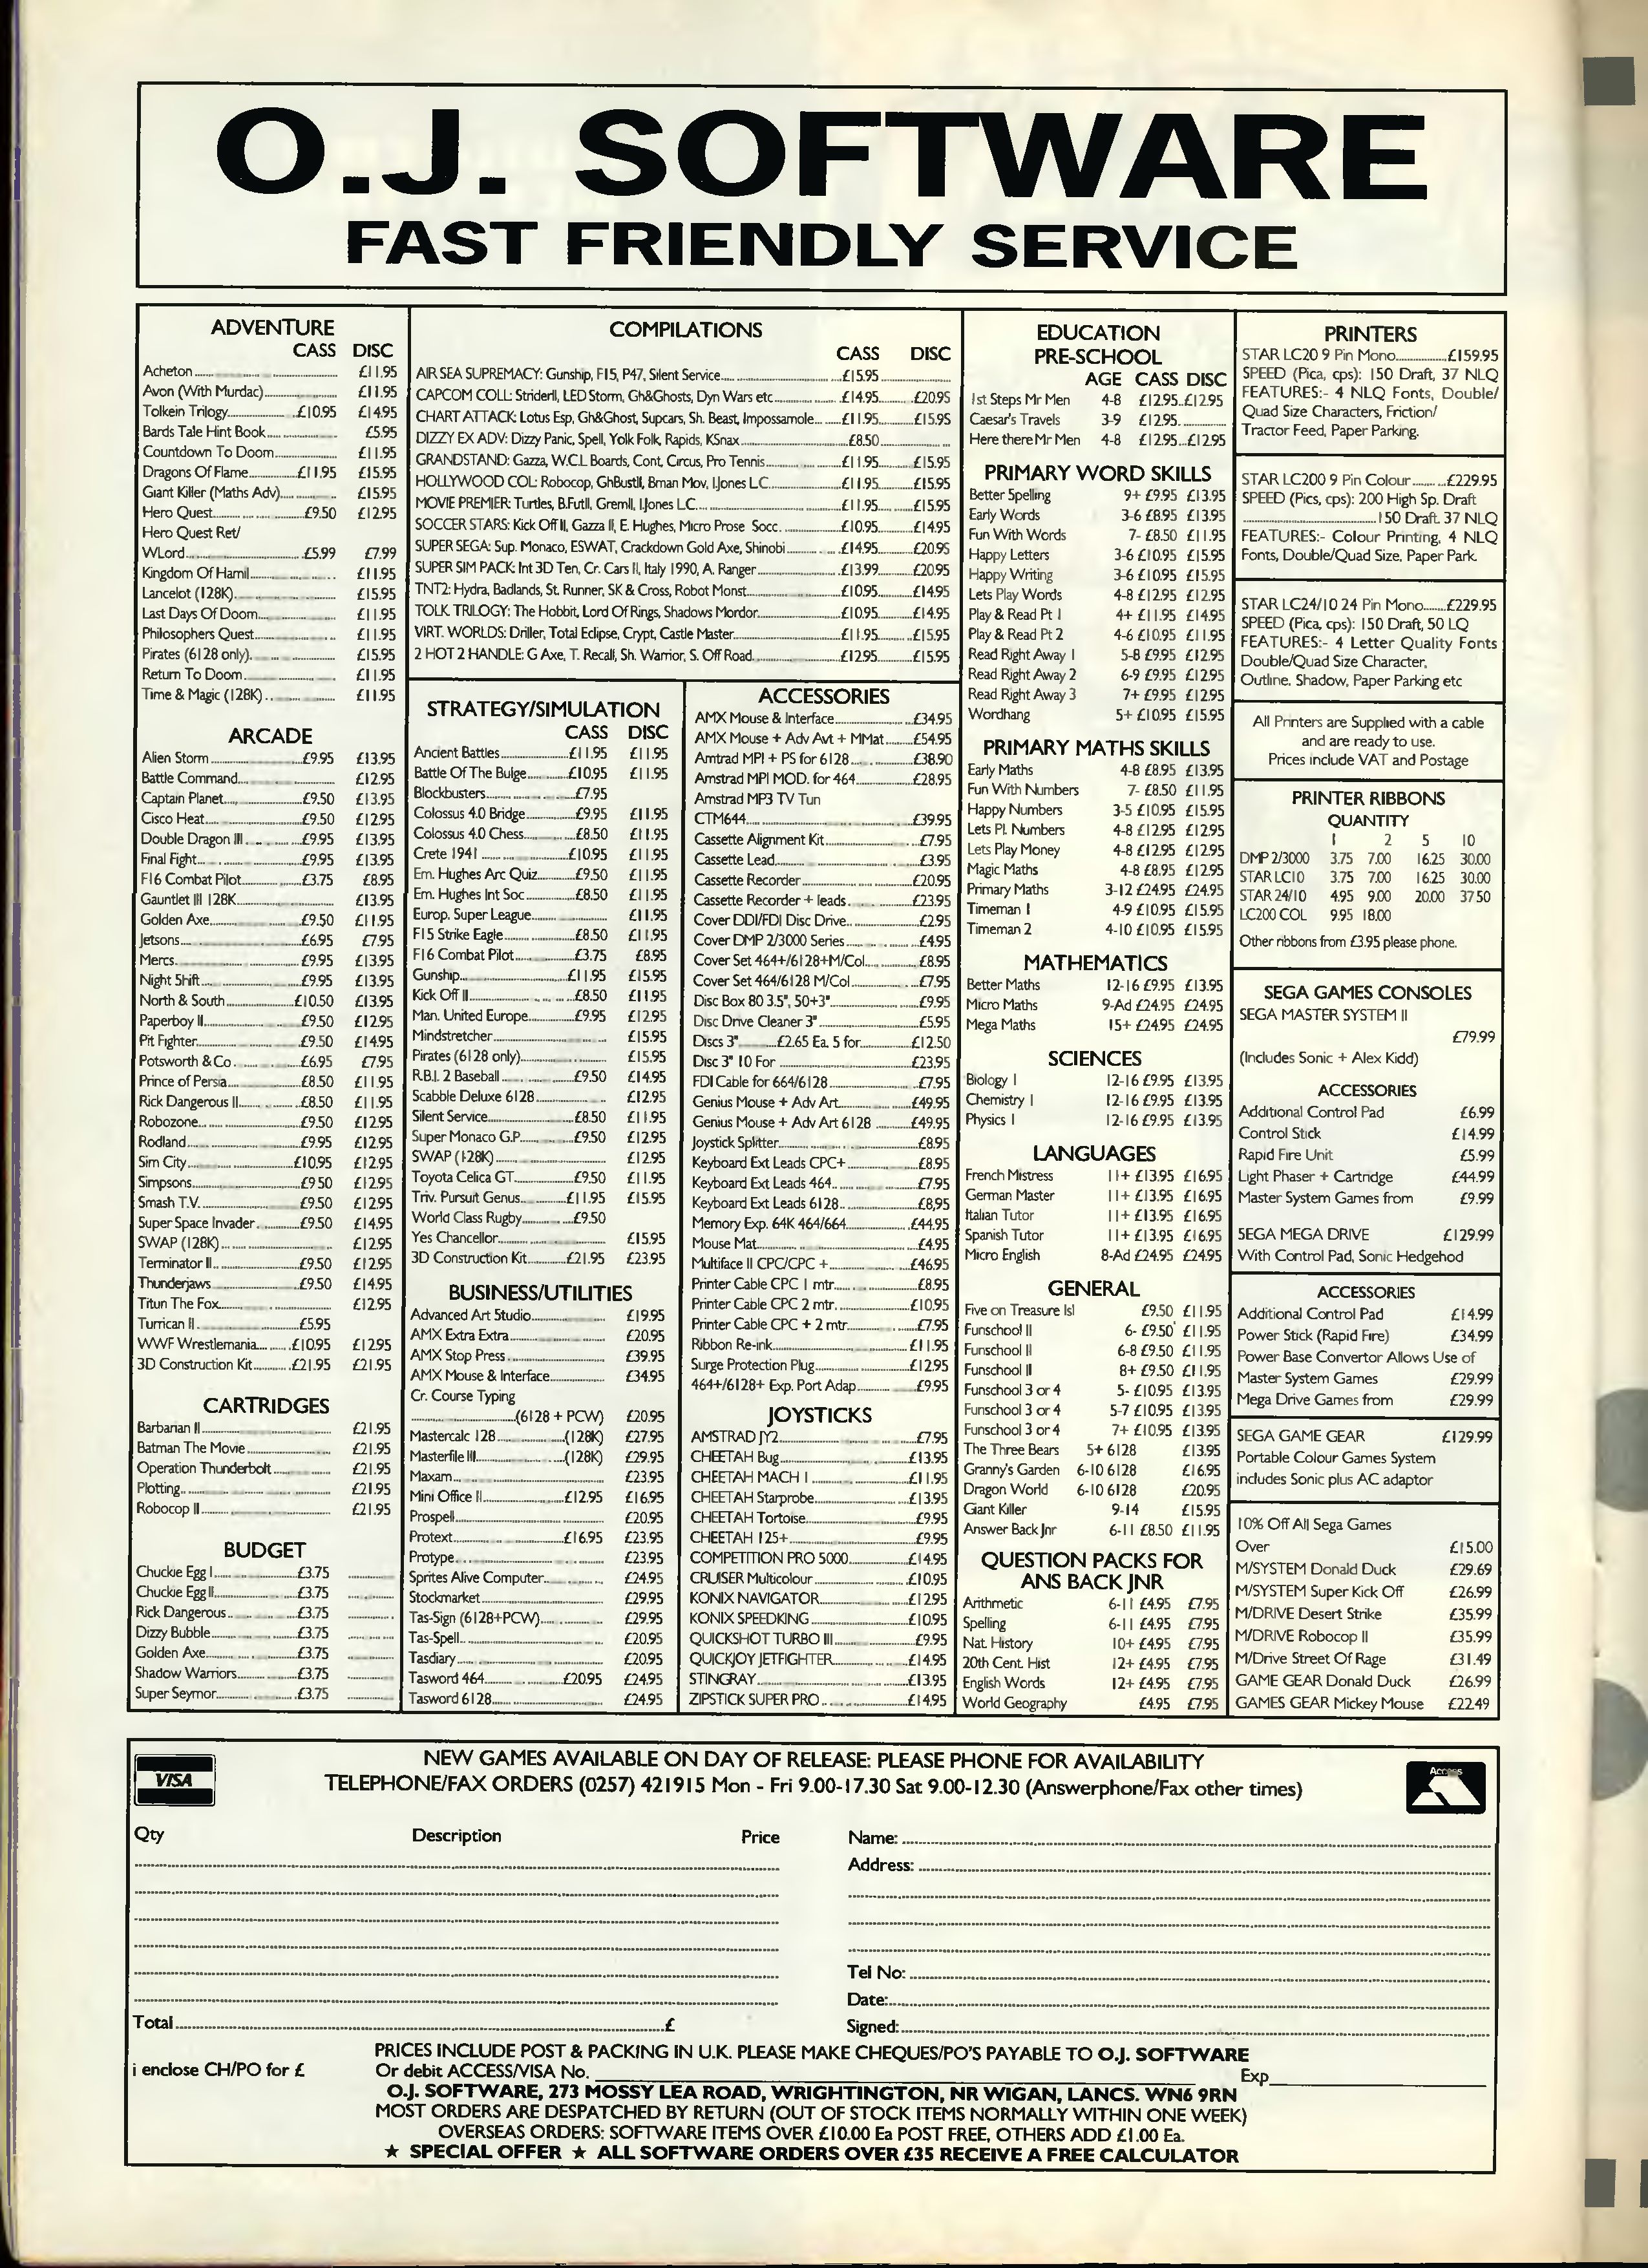 O.J. SOFTWARE
FAST FRIENDLY SERVICE
ADVENTURE
CASS DISC
Acheton £11.95
Avon (With Murdac) £11.95
Tolkein Trilogy £10.95 £14.95
Bards Tale Hint Book £5.95
Countdown To Doom £11.95
Dragons Of Flame £11.95 £15.95
Giant Killer (Maths Adv) £15.95
Hero Quest £9.50 £12.95
Hero Quest Ret/
WLord £5.99 £7.99
Kingdom Of Hamil £11.95
Lancelot (128K) £15.95
Last Days Of Doom £11.95
Philosophers Quest £11.95
Pirates (6128 only) £15.95
Return To Doom £11.95
Time & Magic (128K) £11.95
ARCADE
Alien Storm £9.95 £13.95
Battle Command £12.95
Captain Planet £9.50 £13.95
Cisco Heat £9.50 £12.95
Double Dragon III £9.95 £13.95
Final Fight £9.95 £13.95
F16 Combat Pilot £3.75 £8.95
Gauntlet III 128K £13.95
Golden Axe £9.50 £11.95
Jetsons £6.95 £7.95
Mercs £9.95 £13.95
Night Shift £9.95 £13.95
North & South £10.50 £13.95
Paperboy II £9.50 £12.95
Pit Fighter £9.50 £14.95
Potsworth & Co £6.95 £7.95
Prince of Persia £8.50 £11.95
Rick Dangerous II £8.50 £11.95
Robozone £9.50 £12.95
Rodland £9.95 £12.95
Sim City £10.95 £12.95
Simpsons £9.50 £12.95
Smash T.V. £9.50 £12.95
Super Space Invader £9.50 £14.95
SWAP (128K) £12.95
Terminator II £9.50 £12.95
Thunderjaws £9.50 £14.95
Titun The Fox £12.95
Turrican II £5.95
WWF Wrestlemania £10.95 £12.95
3D Construction Kit £21.95 £21.95
CARTRIDGES
Barbarian II £21.95
Batman The Movie £21.95
Operation Thunderbolt £21.95
Plotting £21.95
Robocop II £21.95
BUDGET
Chuckie Egg I £3.75
Chuckie Egg II £3.75
Rick Dangerous £3.75
Dizzy Bubble £3.75
Golden Axe £3.75
Shadow Warriors £3.75
Super Seymor £3.75
COMPILATIONS
CASS DISC
AIR SEA SUPREMACY: Gunship, F15, P47, Silent Service £15.95
CAPCOM COLL: StriderII, LED Storm, Gh&Ghosts, Dyn Wars etc £14.95 £20.95
CHART ATTACK: Lotus Esp, Gh&Ghost, Supcars, Sh. Beast, Impossamole £11.95 £15.95
DIZZY EX ADV: Dizzy Panic, Spell, Yolk Folk, Rapids, KSnax £8.50
GRANDSTAND: Gazza, W.C.L Boards, Cont, Circus, Pro Tennis £11.95 £15.95
HOLLYWOOD COL: Robocop, GhBustII, Bman Mov, I.Jones L.C. £11.95 £15.95
MOVIE PREMIER: Turtles, B.FutII, GremII, I.Jones L.C. £11.95 £15.95
SOCCER STARS: Kick Off II, Gazza II, E. Hughes, Micro Prose Socc. £10.95 £14.95
SUPER SEGA: Sup. Monaco, ESWAT, Crackdown Gold Axe, Shinobi £14.95 £20.95
SUPER SIM PACK: Int 3D Ten, Cr. Cars II, Italy 1990, A. Ranger £13.99 £20.95
TNT2: Hydra, Badlands, St. Runner, SK & Cross, Robot Monst £10.95 £14.95
TOLK TRILOGY: The Hobbit, Lord Of Rings, Shadows Mordor £10.95 £14.95
VIRT. WORLDS: Driller, Total Eclipse, Crypt, Castle Master £11.95 £15.95
2 HOT 2 HANDLE: G Axe, T. Recall, Sh. Warrior, S. Off Road £12.95 £15.95
STRATEGY/SIMULATION
CASS DISC
Ancient Battles £11.95 £11.95
Battle Of The Bulge £10.95 £11.95
Blockbusters £7.95
Colossus 4.0 Bridge £9.95 £11.95
Colossus 4.0 Chess £8.50 £11.95
Crete 1941 £10.95 £11.95
Em. Hughes Arc Quiz £9.50 £11.95
Em. Hughes Int Soc £8.50 £11.95
Europ. Super League £11.95
F15 Strike Eagle £8.50 £11.95
F16 Combat Pilot £3.75 £8.95
Gunship £11.95 £15.95
Kick Off II £8.50 £11.95
Man. United Europe £9.95 £12.95
Mindstretcher £15.95
Pirates (6128 only) £15.95
R.B.I. 2 Baseball £9.50 £14.95
Scabble Deluxe 6128 £12.95
Silent Service £8.50 £11.95
Super Monaco G.P. £9.50 £12.95
SWAP (128K) £12.95
Toyota Celica GT £9.50 £11.95
Triv. Pursuit Genus £11.95 £15.95
World Class Rugby £9.50
Yes Chancellor £15.95
3D Construction Kit £21.95 £23.95
BUSINESS/UTILITIES
Advanced Art Studio £19.95
AMX Extra Extra £20.95
AMX Stop Press £39.95
AMX Mouse & Interface £34.95
Cr. Course Typing
(6128 + PCW) £20.95
Mastercalc 128 (128K) £27.95
Masterfile III (128K) £29.95
Maxam £23.95
Mini Office II £12.95 £16.95
Prospell £20.95
Protext £16.95 £23.95
Protype £23.95
Sprites Alive Computer £24.95
Stockmarket £29.95
Tas-Sign (6128+PCW) £29.95
Tas-Spell £20.95
Tasdiary £20.95
Tasword 464 £20.95 £24.95
Tasword 6128 £24.95
ACCESSORIES
AMX Mouse & Interface £34.95
AMX Mouse + Adv Avt + MMat £54.95
Amtrad MPI + PS for 6128 £38.90
Amstrad MPI MOD. for 464 £28.95
Amstrad MP3 TV Tun
CTM644 £39.95
Cassette Alignment Kit £7.95
Cassette Lead £3.95
Cassette Recorder £20.95
Cassette Recorder + leads £23.95
Cover DDI/FDI Disc Drive £2.95
Cover DMP 2/3000 Series £4.95
Cover Set 464+/6128+M/Col £8.95
Cover Set 464/6128 M/Col £7.95
Disc Box 80 3.5", 50+3" £9.95
Disc Drive Cleaner 3" £5.95
Discs 3" £2.65 Ea. 5 for £12.50
Disc 3" 10 For £23.95
FDI Cable for 664/6128 £7.95
Genius Mouse + Adv Art £49.95
Genius Mouse + Adv Art 6128 £49.95
Joystick Splitter £8.95
Keyboard Ext Leads CPC+ £8.95
Keyboard Ext Leads 464 £7.95
Keyboard Ext Leads 6128 £8,95
Memory Exp. 64K 464/664 £44.95
Mouse Mat £4.95
Multiface II CPC/CPC + £46.95
Printer Cable CPC 1 mtr £8.95
Printer Cable CPC 2 mtr. £10.95
Printer Cable CPC + 2 mtr £7.95
Ribbon Re-ink £11.95
Surge Protection Plug £12.95
464+/6128+ Exp. Port Adap £9.95
JOYSTICKS
AMSTRAD JY2 £7.95
CHEETAH Bug £13.95
CHEETAH MACH 1 £11.95
CHEETAH Starprobe £13.95
CHEETAH Tortoise £9.95
CHEETAH 125+ £9.95
COMPETITION PRO 5000 £14.95
CRUISER Multicolour £10.95
KONIX NAVIGATOR £12.95
KONIX SPEEDKING £10.95
QUICKSHOT TURBO III £9.95
QUICKJOY JETFIGHTER £14.95
STINGRAY £13.95
ZIPSTICK SUPER PRO £14.95
EDUCATION
PRE-SCHOOL
AGE CASS DISC
1st Steps Mr Men 4-8 £12.95 £12.95
Caesar's Travels 3-9 £12.95
Here there Mr Men 4-8 £12.95 £12.95
PRIMARY WORD SKILLS
Better Spelling 9+ £9.95 £13.95
Early Words 3-6 £8.95 £13.95
Fun With Words 7- £8.50 £11.95
Happy Letters 3-6 £10.95 £15.95
Happy Writing 3-6 £10.95 £15.95
Lets Play Words 4-8 £12.95 £12.95
Play & Read Pt 1 4+ £11.95 £14.95
Play & Read Pt 2 4-6 £10.95 £11.95
Read Right Away 1 5-8 £9.95 £12.95
Read Right Away 2 6-9 £9.95 £12.95
Read Right Away 3 7+ £9.95 £12.95
Wordhang 5+ £10.95 £15.95
PRIMARY MATHS SKILLS
Early Maths 4-8 £8.95 £13.95
Fun With Numbers 7- £8.50 £11.95
Happy Numbers 3-5 £10.95 £15.95
Lets Pl. Numbers 4-8 £12.95 £12.95
Lets Play Money 4-8 £12.95 £12.95
Magic Maths 4-8 £8.95 £12.95
Primary Maths 3-12 £24.95 £24.95
Timeman 1 4-9 £10.95 £15.95
Timeman 2 4-10 £10.95 £15.95
MATHEMATICS
Better Maths 12-16 £9.95 £13.95
Micro Maths 9-Ad £24.95 £24.95
Mega Maths 15+ £24.95 £24.95
SCIENCES
Biology 1 12-16 £9.95 £13.95
Chemistry 1 12-16 £9.95 £13.95
Physics 1 12-16 £9.95 £13.95
LANGUAGES
French Mistress 11+ £13.95 £16.95
German Master 11+ £13.95 £16.95
Italian Tutor 11+ £13.95 £16.95
Spanish Tutor 11+ £13.95 £16.95
Micro English 8-Ad £24.95 £24.95
GENERAL
Five on Treasure Isl £9.50 £11.95
Funschool II 6- £9.50 £11.95
Funschool II 6-8 £9.50 £11.95
Funschool II 8+ £9.50 £11.95
Funschool 3 or 4 5- £10.95 £13.95
Funschool 3 or 4 5-7 £10.95 £13.95
Funschool 3 or 4 7+ £10.95 £13.95
The Three Bears 5+ 6128 £13.95
Granny's Garden 6-10 6128 £16.95
Dragon World 6-10 6128 £20.95
Giant Killer 9-14 £15.95
Answer Back Jnr 6-11 £8.50 £11.95
QUESTION PACKS FOR
ANS BACK JNR
Arithmetic 6-11 £4.95 £7.95
Spelling 6-11 £4.95 £7.95
Nat. History 10+ £4.95 £7.95
20th Cent. Hist 12+ £4.95 £7.95
English Words 12+ £4.95 £7.95
World Geography £4.95 £7.95
PRINTERS
STAR LC20 9 Pin Mono £159.95
SPEED (Pica, cps): 150 Draft, 37 NLQ
FEATURES:- 4 NLQ Fonts, Double/
Quad Size Characters, Friction/
Tractor Feed, Paper Parking.
STAR LC200 9 Pin Colour £229.95
SPEED (Pics, cps): 200 High Sp. Draft
150 Draft. 37 NLQ
FEATURES:- Colour Printing, 4 NLQ
Fonts, Double/Quad Size, Paper Park.
STAR LC24/10 24 Pin Mono £229.95
SPEED (Pica, cps): 150 Draft, 50 LQ
FEATURES:- 4 Letter Quality Fonts
Double/Quad Size Character,
Outline, Shadow, Paper Parking etc
All Printers are Supplied with a cable
and are ready to use.
Prices include VAT and Postage
PRINTER RIBBONS
QUANTITY
1 2 5 10
DMP 2/3000 3.75 7.00 16.25 30.00
STAR LC10 3.75 7.00 16.25 30.00
STAR 24/10 4.95 9.00 20.00 37.50
LC200 COL 9.95 18.00
Other ribbons from £3.95 please phone.
SEGA GAMES CONSOLES
SEGA MASTER SYSTEM II
£79.99
(Includes Sonic + Alex Kidd)
ACCESSORIES
Additional Control Pad £6.99
Control Stick £14.99
Rapid Fire Unit £5.99
Light Phaser + Cartridge £44.99
Master System Games from £9.99
SEGA MEGA DRIVE £129.99
With Control Pad, Sonic Hedgehod
ACCESSORIES
Additional Control Pad £14.99
Power Stick (Rapid Fire) £34.99
Power Base Convertor Allows Use of
Master System Games £29.99
Mega Drive Games from £29.99
SEGA GAME GEAR £129.99
Portable Colour Games System
includes Sonic plus AC adaptor
10% Off All Sega Games
Over £15.00
M/SYSTEM Donald Duck £29.69
M/SYSTEM Super Kick Off £26.99
M/DRIVE Desert Strike £35.99
M/DRIVE Robocop II £35.99
M/Drive Street Of Rage £31.49
GAME GEAR Donald Duck £26.99
GAMES GEAR Mickey Mouse £22.49
VISA
NEW GAMES AVAILABLE ON DAY OF RELEASE: PLEASE PHONE FOR AVAILABILITY
TELEPHONE/FAX ORDERS (0257) 421915 Mon - Fri 9.00-17.30 Sat 9.00-12.30 (Answerphone/Fax other times)
Access
Qty Description Price
Total £
Name:
Address:
Tel No:
Date:
Signed:
PRICES INCLUDE POST & PACKING IN U.K. PLEASE MAKE CHEQUES/PO'S PAYABLE TO O.J. SOFTWARE
i enclose CH/PO for £ Or debit ACCESS/VISA No. Exp
O.J. SOFTWARE, 273 MOSSY LEA ROAD, WRIGHTINGTON, NR WIGAN, LANCS. WN6 9RN
MOST ORDERS ARE DESPATCHED BY RETURN (OUT OF STOCK ITEMS NORMALLY WITHIN ONE WEEK)
OVERSEAS ORDERS: SOFTWARE ITEMS OVER £10.00 Ea POST FREE, OTHERS ADD £1.00 Ea.
★ SPECIAL OFFER ★ ALL SOFTWARE ORDERS OVER £35 RECEIVE A FREE CALCULATOR